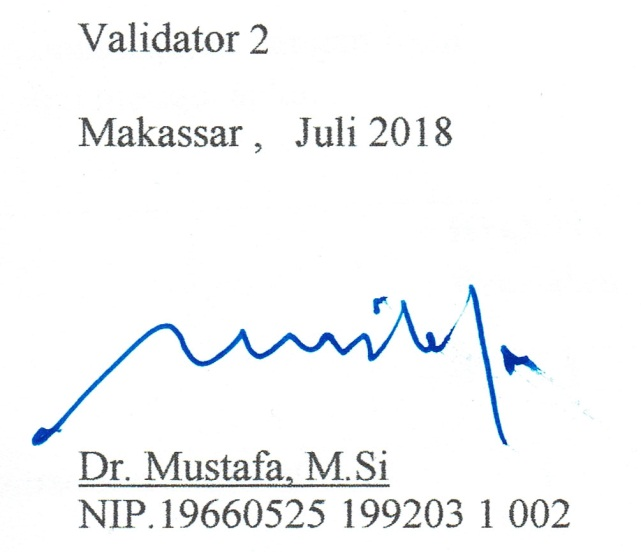 Validator 2
Makassar , Juli 2018
Dr. Mustafa, M.Si
NIP.19660525 199203 1 002